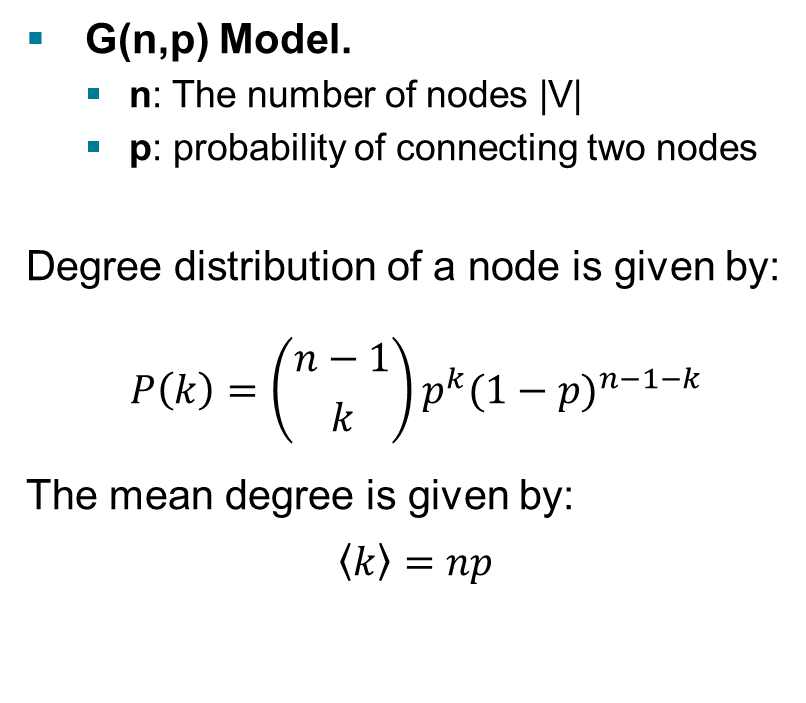 ▪ G(n,p) Model.
▪ n: The number of nodes |V|
▪ p: probability of connecting two nodes
Degree distribution of a node is given by:
$P(k) = \binom{n-1}{k} p^k (1-p)^{n-1-k}$
The mean degree is given by:
$\langle k \rangle = np$